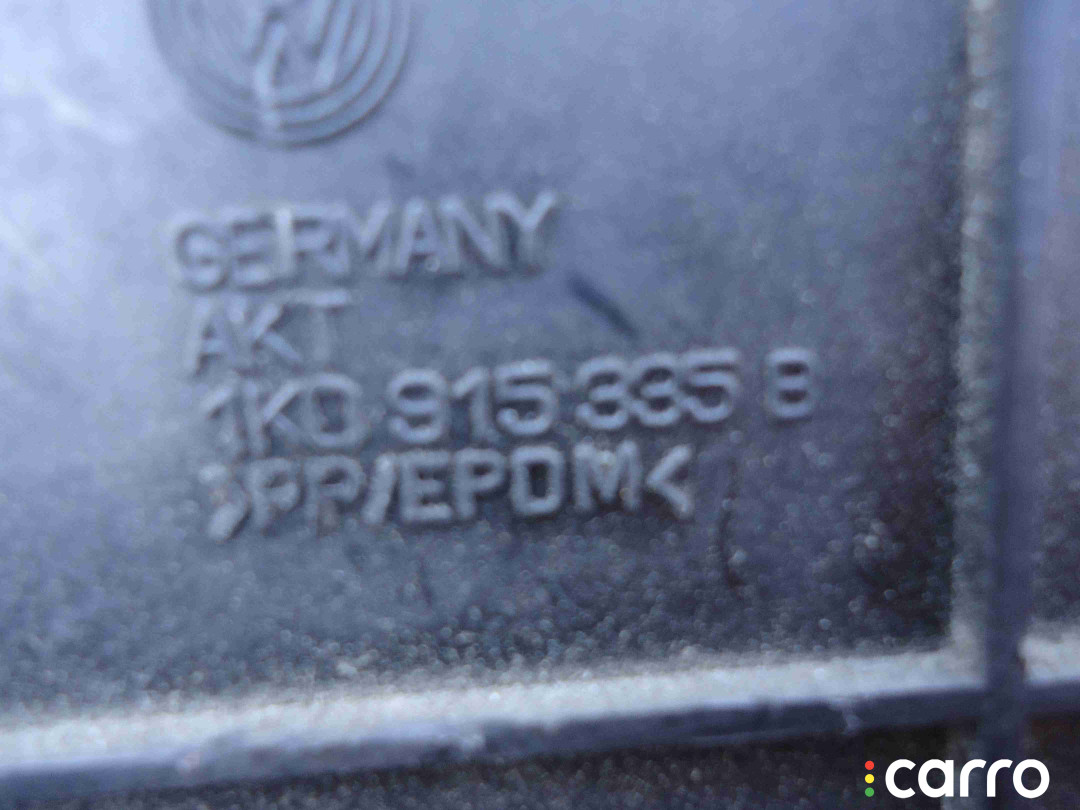 GERMANY
AKT
1K0 915 335 B
>PP/EPDM<
carro